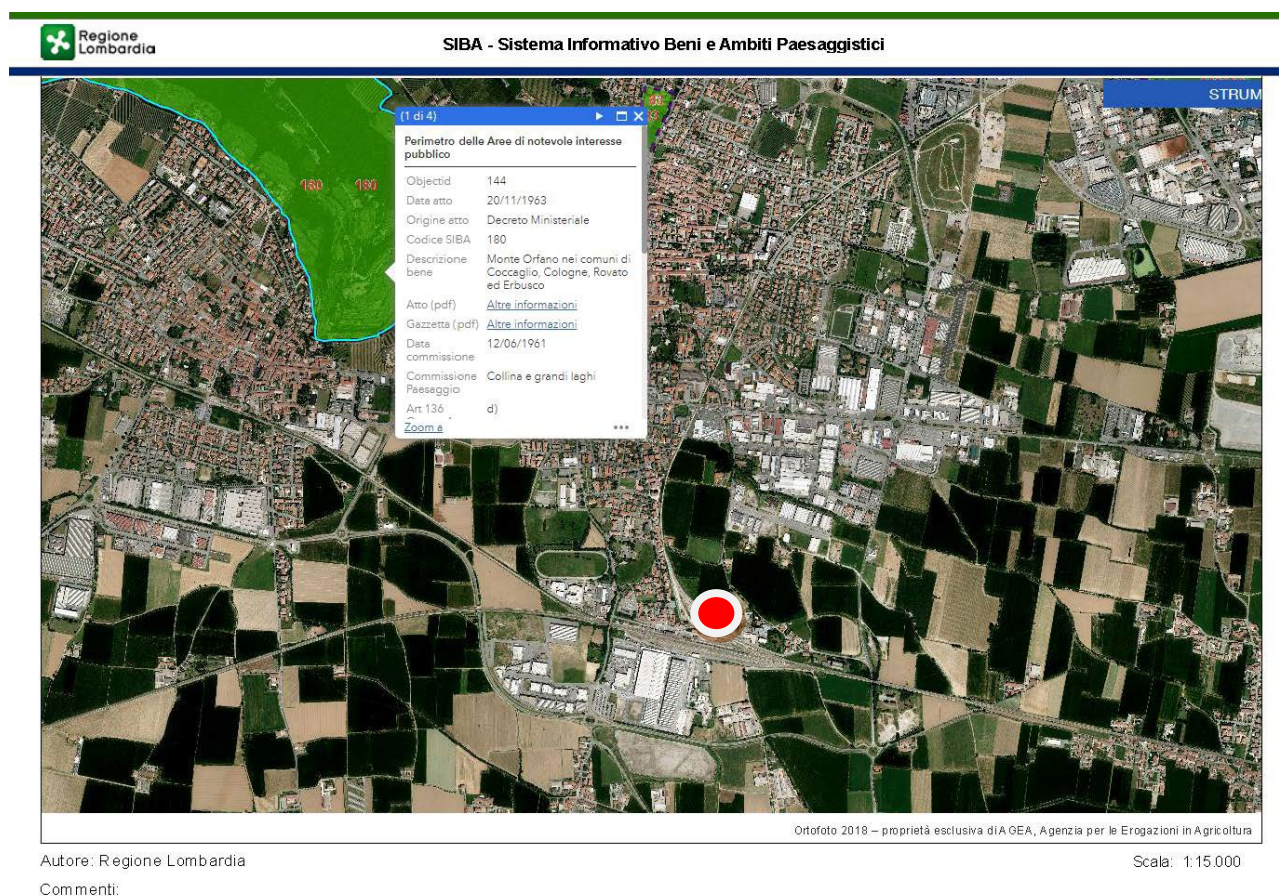 Regione
Lombardia
SIBA - Sistema Informativo Beni e Ambiti Paesaggistici
STRUM
(1 di 4)
Perimetro delle Aree di notevole interesse
pubblico
Objectid 144
Data atto 20/11/1963
Origine atto Decreto Ministeriale
Codice SIBA 180
Descrizione Monte Orfano nei comuni di
bene Coccaglio, Cologne, Rovato
ed Erbusco
Atto (pdf) Altre informazioni
Gazzetta (pdf) Altre informazioni
Data 12/06/1961
commissione
Commissione Collina e grandi laghi
Paesaggio
Art 136 d)
Zoom a
180 180
Ortofoto 2018 – proprietà esclusiva di AGEA, Agenzia per le Erogazioni in Agricoltura
Autore: Regione Lombardia
Scala: 1:15.000
Commenti: